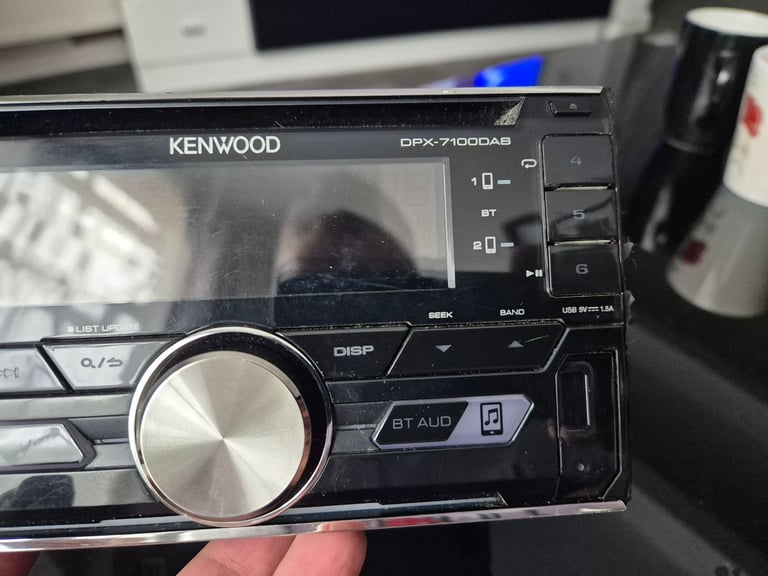 KENWOOD
DPX-7100DAB
4
1
BT
5
2
6
LIST UPDATE
SEEK
BAND
USB 5V 1.5A
DISP
BT AUD